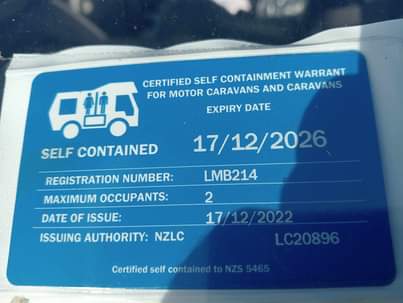 CERTIFIED SELF CONTAINMENT WARRANT
FOR MOTOR CARAVANS AND CARAVANS
EXPIRY DATE
SELF CONTAINED 17/12/2026
REGISTRATION NUMBER: LMB214
MAXIMUM OCCUPANTS: 2
DATE OF ISSUE: 17/12/2022
ISSUING AUTHORITY: NZLC LC20896
Certified self contained to NZS 5465